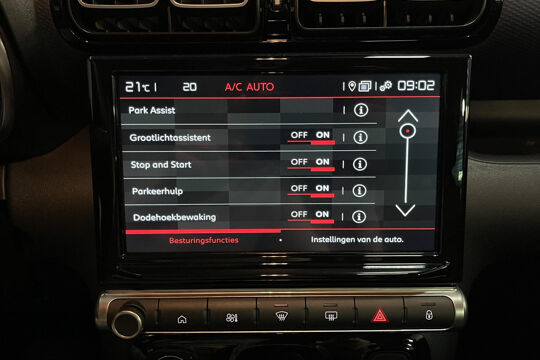 21°C 20 A/C AUTO 09:02
Park Assist
Grootlichtassistent OFF ON
Stop and Start OFF ON
Parkeerhulp OFF ON
Dodehoekbewaking OFF ON
Besturingsfuncties • Instellingen van de auto.